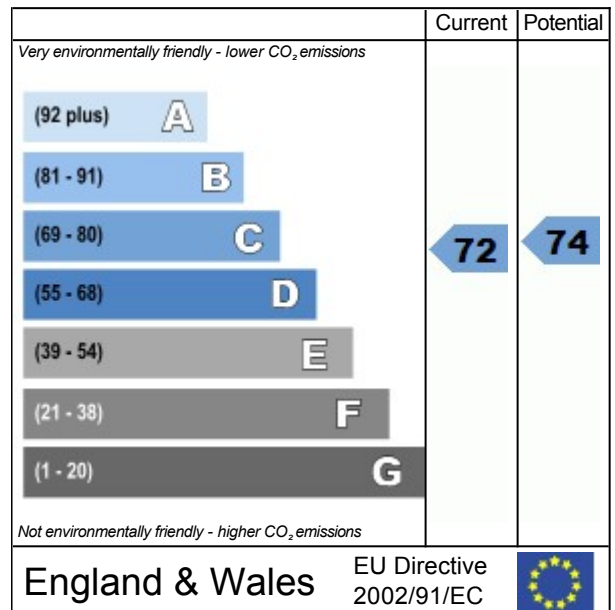 Current Potential
Very environmentally friendly - lower CO₂ emissions
(92 plus) A
(81 - 91) B
(69 - 80) C
72 74
(55 - 68) D
(39 - 54) E
(21 - 38) F
(1 - 20) G
Not environmentally friendly - higher CO₂ emissions
England & Wales
EU Directive
2002/91/EC